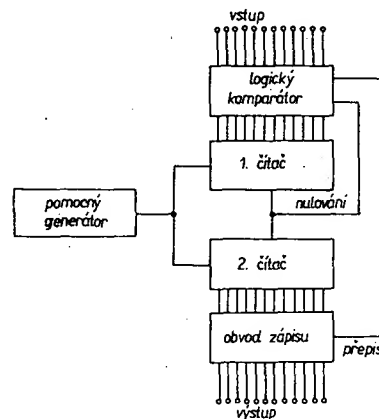 vstup
logický
komparátor
1. čítač
pomocný
generátor
nulování
2. čítač
obvod zápisu
přepis
výstup